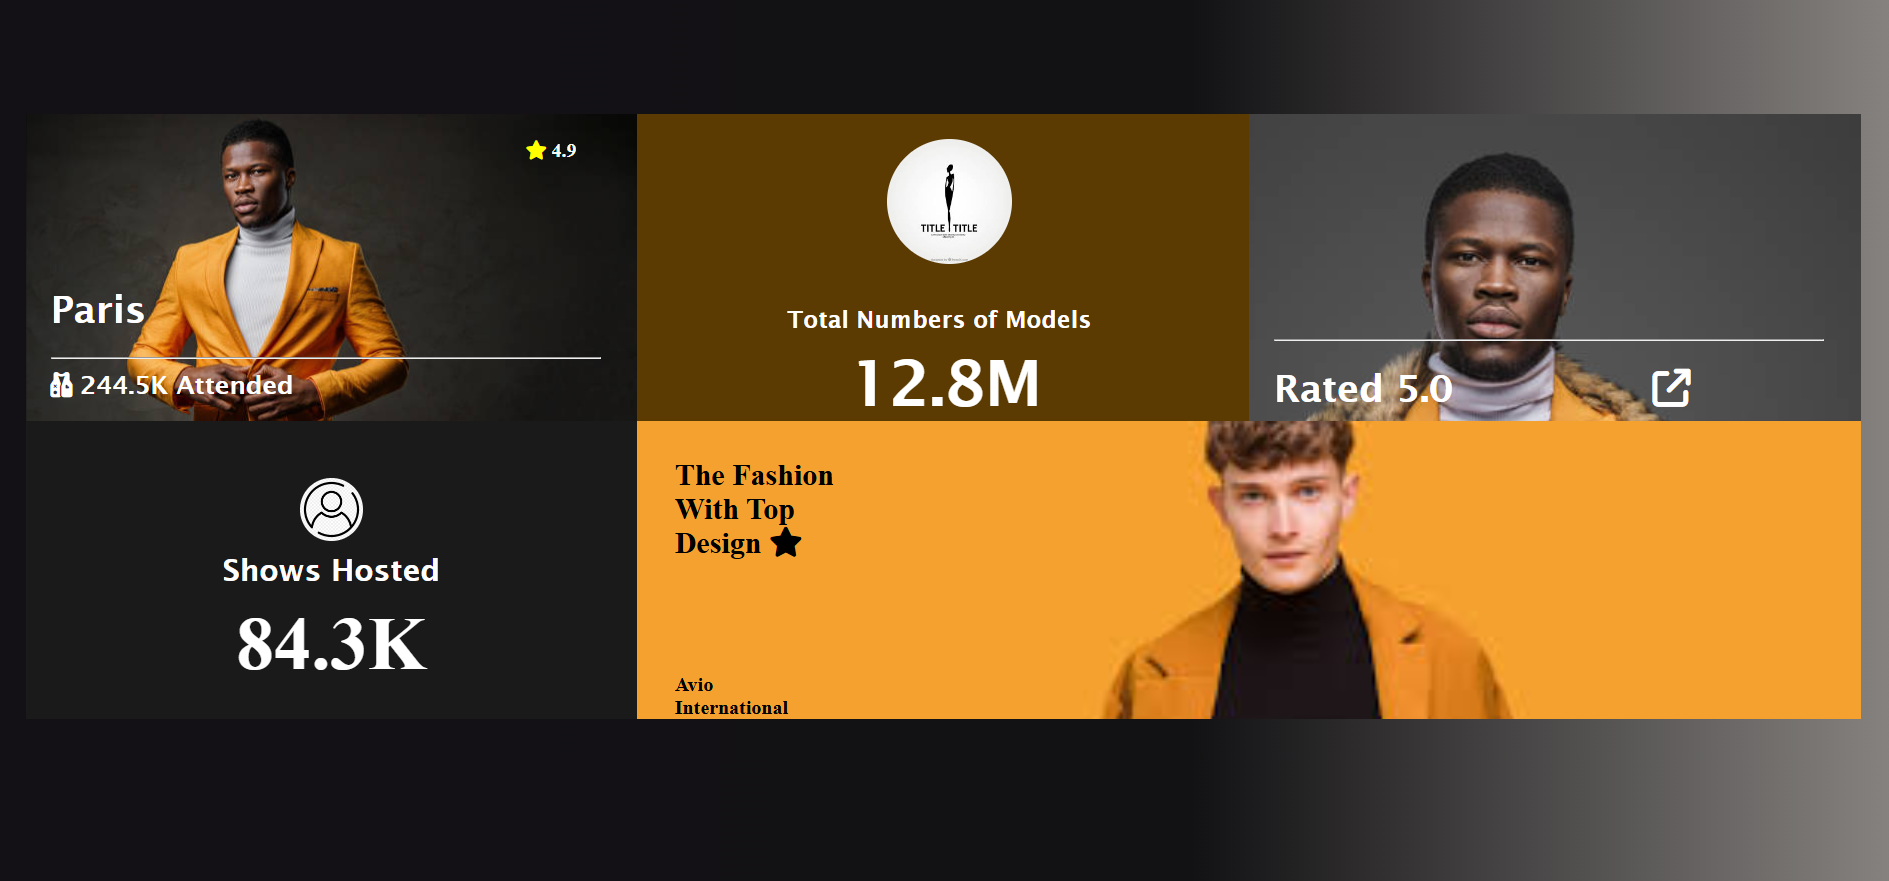 4.9
Paris
244.5K Attended
TITLE TITLE
Total Numbers of Models
12.8M
Rated 5.0
Shows Hosted
84.3K
The Fashion
With Top
Design
Avio
International